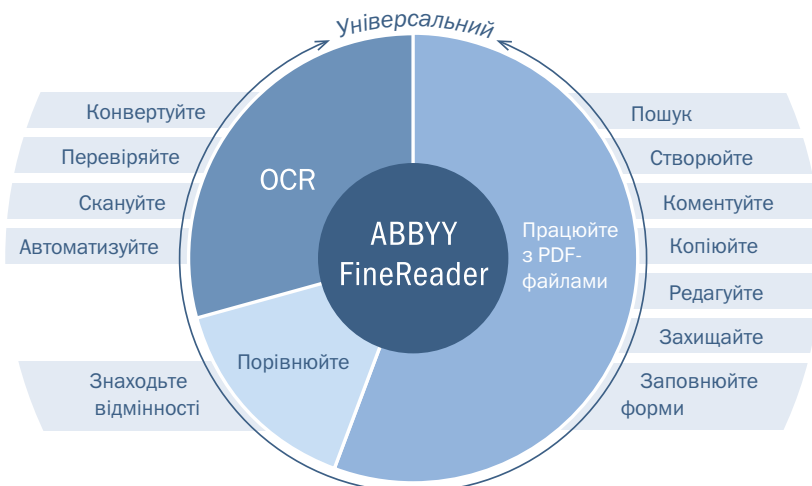 Універсальний
Конвертуйте
Перевіряйте
Скануйте
Автоматизуйте
OCR
ABBYY
FineReader
Порівнюйте
Знаходьте
відмінності
Працюйте
з PDF-
файлами
Пошук
Створюйте
Коментуйте
Копіюйте
Редагуйте
Захищайте
Заповнюйте
форми